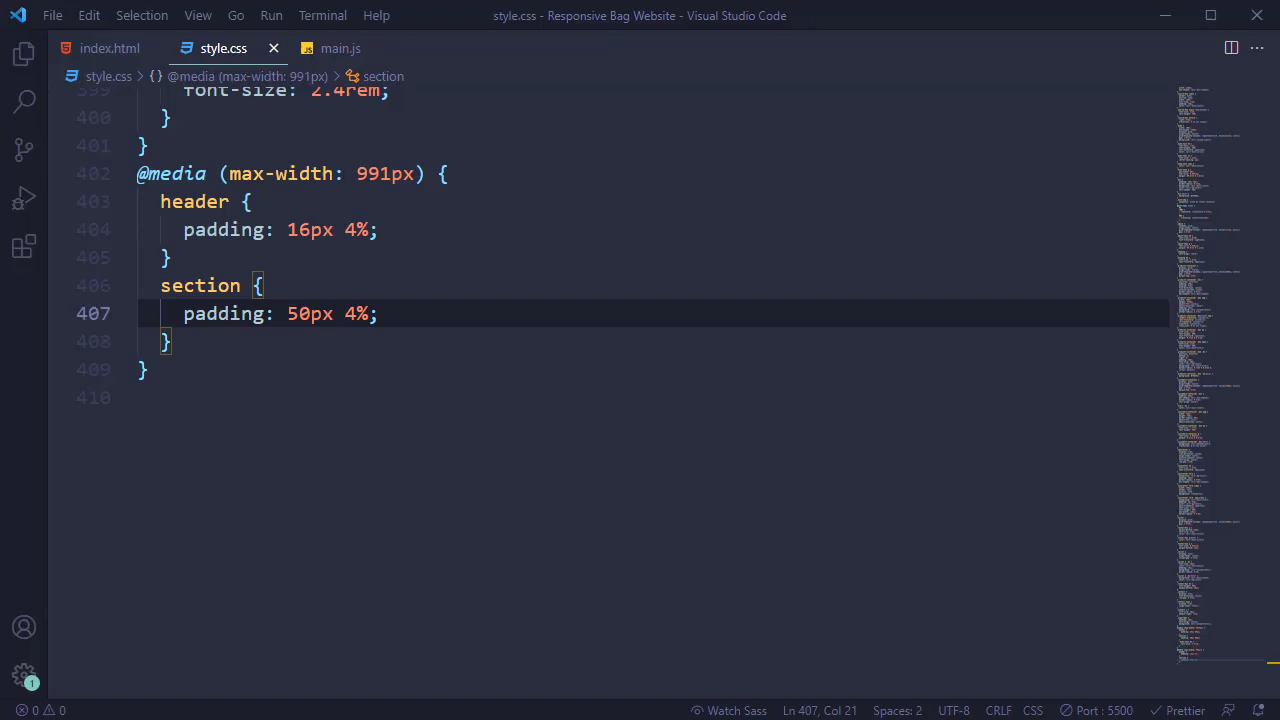 File Edit Selection View Go Run Terminal Help style.css - Responsive Bag Website - Visual Studio Code
index.html style.css main.js
style.css > {} @media (max-width: 991px) > section
399 font-size: 2.4rem;
400 }
401 }
402 @media (max-width: 991px) {
403 header {
404 padding: 16px 4%;
405 }
406 section {
407 padding: 50px 4%;
408 }
409 }
410
1
0 0 Watch Sass Ln 407, Col 21 Spaces: 2 UTF-8 CRLF CSS Port : 5500 Prettier